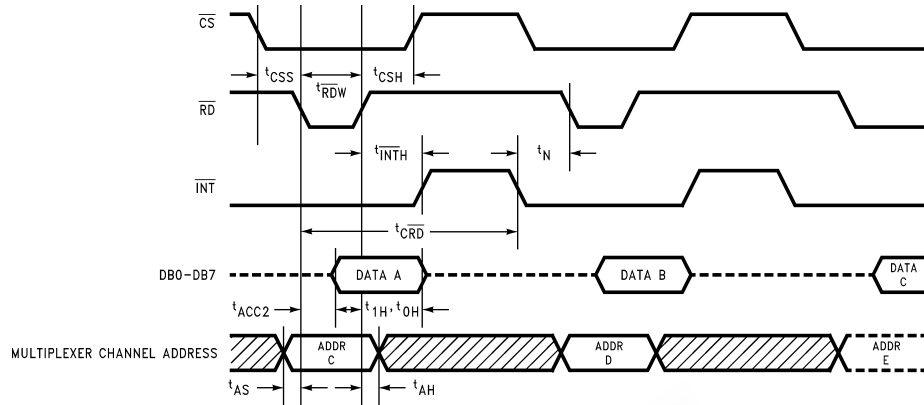 CS
tCSS
tRDW
tCSH
RD
tINTH
tN
INT
tCRD
DB0-DB7
DATA A
DATA B
DATA
C
tACC2
t1H, t0H
MULTIPLEXER CHANNEL ADDRESS
ADDR
C
ADDR
D
ADDR
E
tAS
tAH